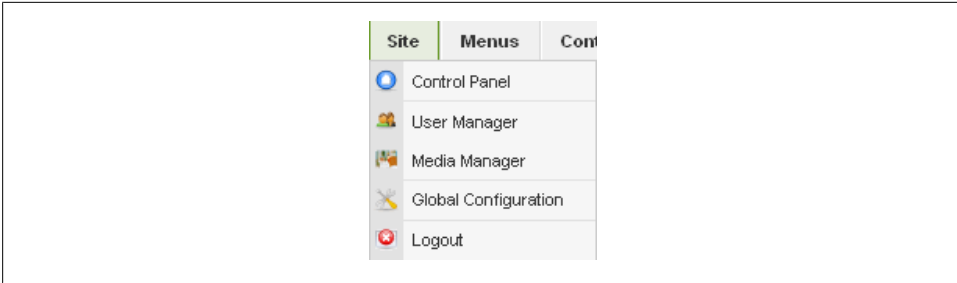 Site Menus
Control Panel
User Manager
Media Manager
Global Configuration
Logout